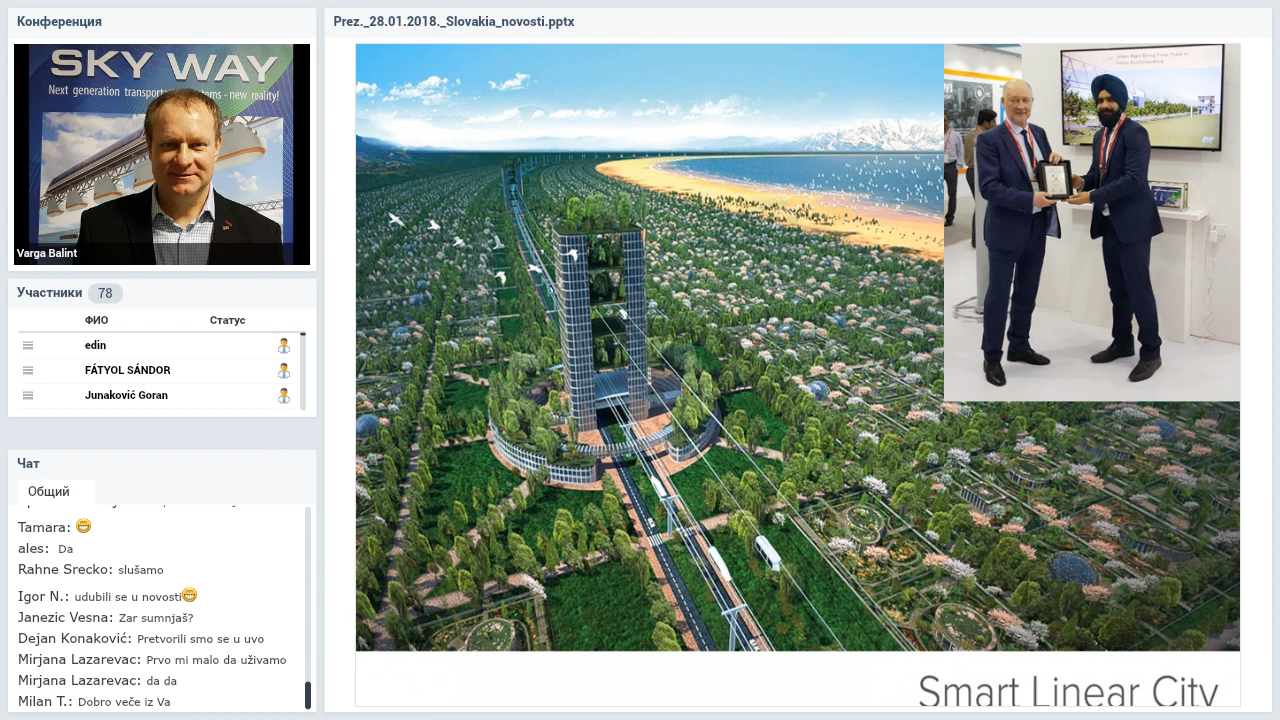 Конференция
SKY WAY
Next generation transportat ems - new reality!
Varga Balint
Участники 78
ФИО Статус
edin
FÁTYOL SÁNDOR
Junaković Goran
Чат
Общий
Tamara:
ales: Da
Rahne Srecko: slušamo
Igor N.: udubili se u novosti
Janezic Vesna: Zar sumnjaš?
Dejan Konaković: Pretvorili smo se u uvo
Mirjana Lazarevac: Prvo mi malo da uživamo
Mirjana Lazarevac: da da
Milan T.: Dobro veče iz Va
Prez._28.01.2018._Slovakia_novosti.pptx
Smart Linear City